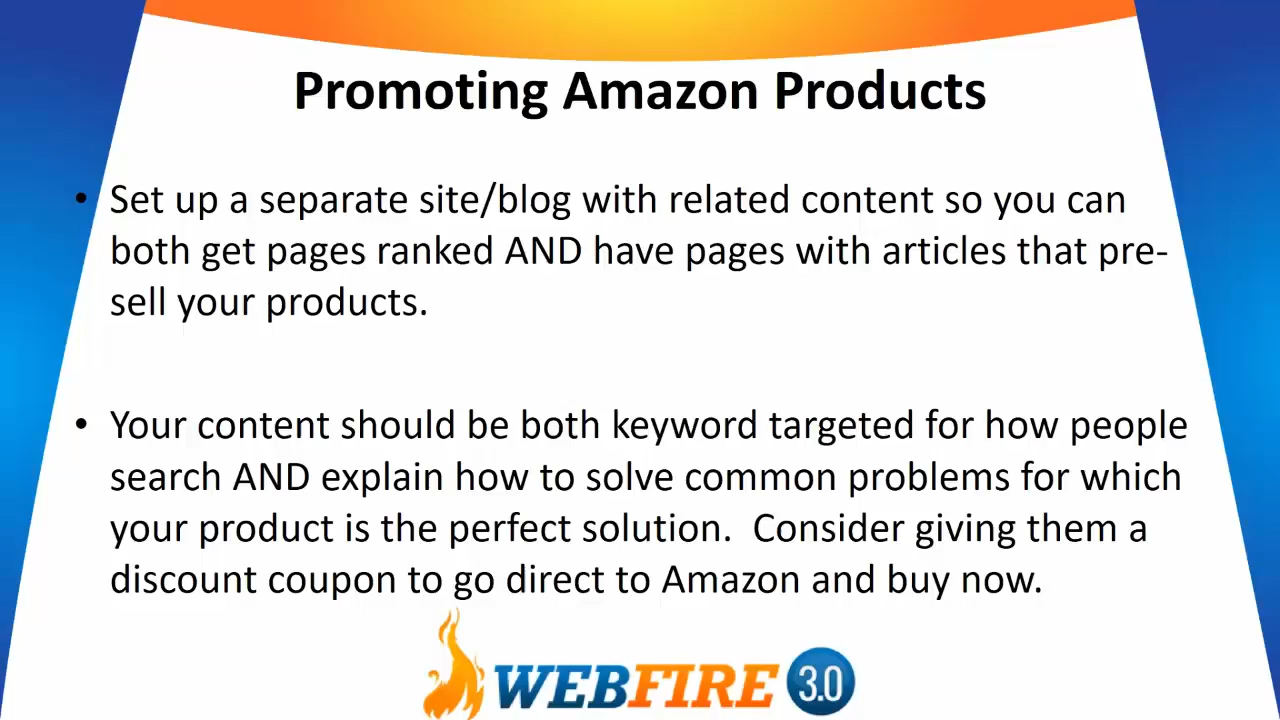 Promoting Amazon Products
• Set up a separate site/blog with related content so you can
both get pages ranked AND have pages with articles that pre-
sell your products.
• Your content should be both keyword targeted for how people
search AND explain how to solve common problems for which
your product is the perfect solution.  Consider giving them a
discount coupon to go direct to Amazon and buy now.
WEBFIRE 3.0